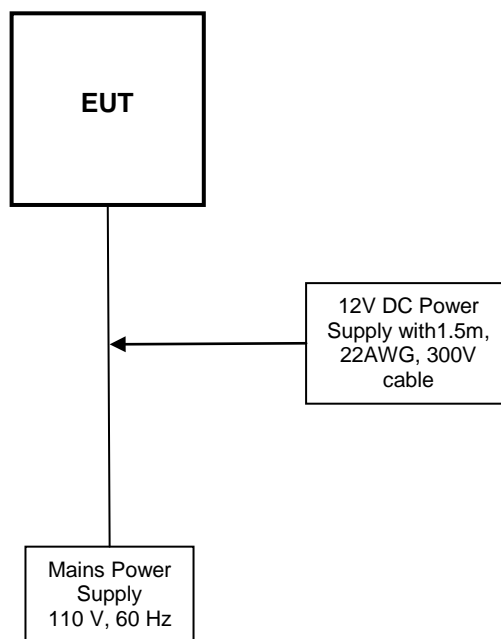 EUT
12V DC Power
Supply with1.5m,
22AWG, 300V
cable
Mains Power
Supply
110 V, 60 Hz